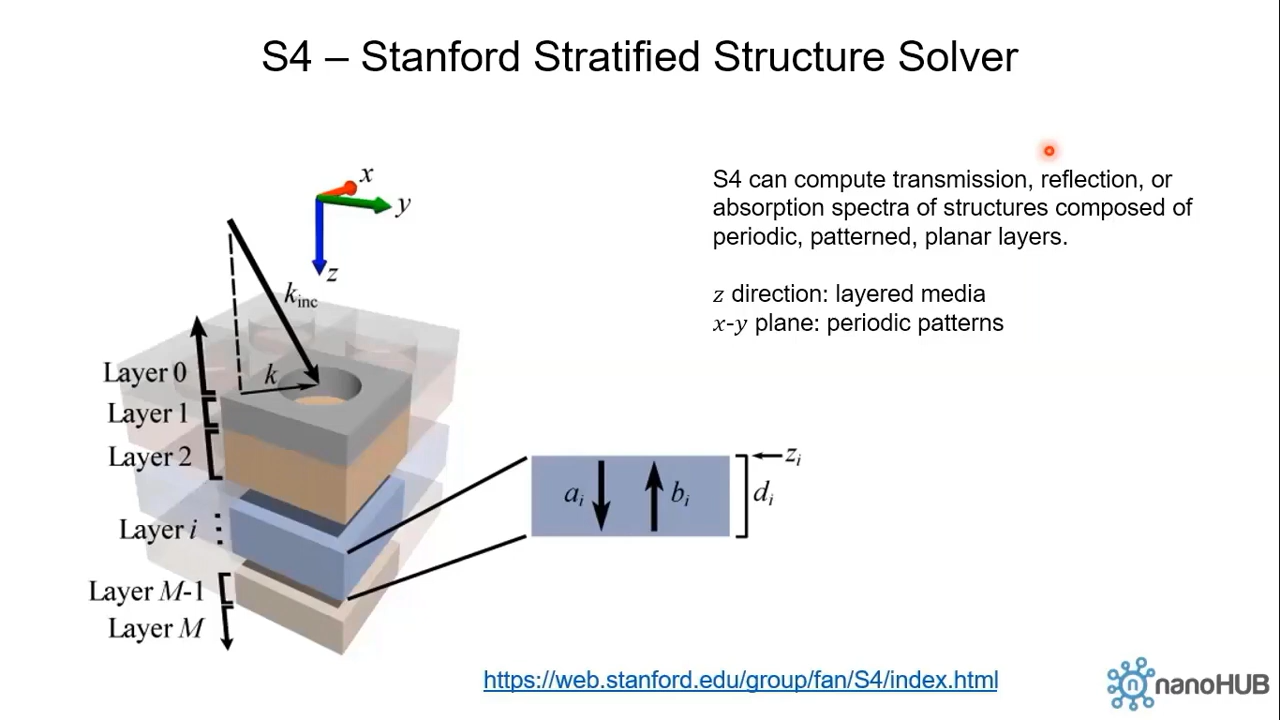 S4 – Stanford Stratified Structure Solver
S4 can compute transmission, reflection, or
absorption spectra of structures composed of
periodic, patterned, planar layers.
z direction: layered media
x-y plane: periodic patterns
x
y
z
k_inc
k
Layer 0
Layer 1
Layer 2
Layer i
Layer M-1
Layer M
a_i
b_i
z_i
d_i
https://web.stanford.edu/group/fan/S4/index.html
n nanoHUB